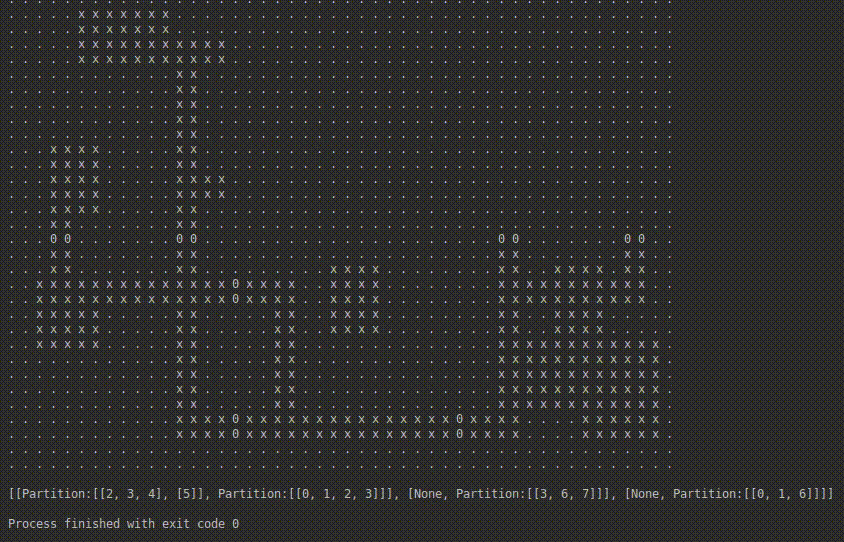 . . . . . x x x x x x x . . . . . . . . . . . . . . . . . . . . . . . . . . . . . . . . . . . .
. . . . . x x x x x x x . . . . . . . . . . . . . . . . . . . . . . . . . . . . . . . . . . . .
. . . . . x x x x x x x x x x x . . . . . . . . . . . . . . . . . . . . . . . . . . . . . . . .
. . . . . x x x x x x x x x x x . . . . . . . . . . . . . . . . . . . . . . . . . . . . . . . .
. . . . . . . . . . . . x x . . . . . . . . . . . . . . . . . . . . . . . . . . . . . . . . . .
. . . . . . . . . . . . x x . . . . . . . . . . . . . . . . . . . . . . . . . . . . . . . . . .
. . . . . . . . . . . . x x . . . . . . . . . . . . . . . . . . . . . . . . . . . . . . . . . .
. . . . . . . . . . . . x x . . . . . . . . . . . . . . . . . . . . . . . . . . . . . . . . . .
. . . . . . . . . . . . x x . . . . . . . . . . . . . . . . . . . . . . . . . . . . . . . . . .
. . . x x x x . . . . . x x . . . . . . . . . . . . . . . . . . . . . . . . . . . . . . . . . .
. . . x x x x . . . . . x x . . . . . . . . . . . . . . . . . . . . . . . . . . . . . . . . . .
. . . x x x x . . . . . x x x x . . . . . . . . . . . . . . . . . . . . . . . . . . . . . . . .
. . . x x x x . . . . . x x x x . . . . . . . . . . . . . . . . . . . . . . . . . . . . . . . .
. . . x x x x . . . . . x x . . . . . . . . . . . . . . . . . . . . . . . . . . . . . . . . . .
. . . x x . . . . . . . x x . . . . . . . . . . . . . . . . . . . . . . . . . . . . . . . . . .
. . . 0 0 . . . . . . . 0 0 . . . . . . . . . . . . . . . . . . . . . 0 0 . . . . . . . 0 0 . .
. . . x x . . . . . . . x x . . . . . . . . . . . . . . . . . . . . . x x . . . . . . . x x . .
. . . x x . . . . . . . x x . . . . . . . . . x x x x . . . . . . . . x x . . x x x x . x x . .
. . x x x x x x x x x x x x x x 0 x x x x . . x x x x . . . . . . . . x x x x x x x x x x x . .
. . x x x x x x x x x x x x x x 0 x x x x . . x x x x . . . . . . . . x x x x x x x x x x x . .
. . x x x x x . . . . . x x . . . . . x x . . x x x x . . . . . . . . x x . . x x x x . . . . .
. . x x x x x . . . . . x x . . . . . x x . . x x x x . . . . . . . . x x . . x x x x . . . . .
. . x x x x x . . . . . x x . . . . . x x . . . . . . . . . . . . . . x x x x x x x x x x x x .
. . . . . . . . . . . . x x . . . . . x x . . . . . . . . . . . . . . x x x x x x x x x x x x .
. . . . . . . . . . . . x x . . . . . x x . . . . . . . . . . . . . . x x x x x x x x x x x x .
. . . . . . . . . . . . x x . . . . . x x . . . . . . . . . . . . . . x x x x x x x x x x x x .
. . . . . . . . . . . . x x . . . . . x x . . . . . . . . . . . . . . x x x x x x x x x x x x .
. . . . . . . . . . . . x x x x 0 x x x x x x x x x x x x x x x 0 x x x x . . . . x x x x x x .
. . . . . . . . . . . . x x x x 0 x x x x x x x x x x x x x x x 0 x x x x . . . . x x x x x x .
. . . . . . . . . . . . . . . . . . . . . . . . . . . . . . . . . . . . . . . . . . . . . . . .
. . . . . . . . . . . . . . . . . . . . . . . . . . . . . . . . . . . . . . . . . . . . . . . .
[[Partition:[[2, 3, 4], [5]], Partition:[[0, 1, 2, 3]]], [None, Partition:[[3, 6, 7]]], [None, Partition:[[0, 1, 6]]]]
Process finished with exit code 0